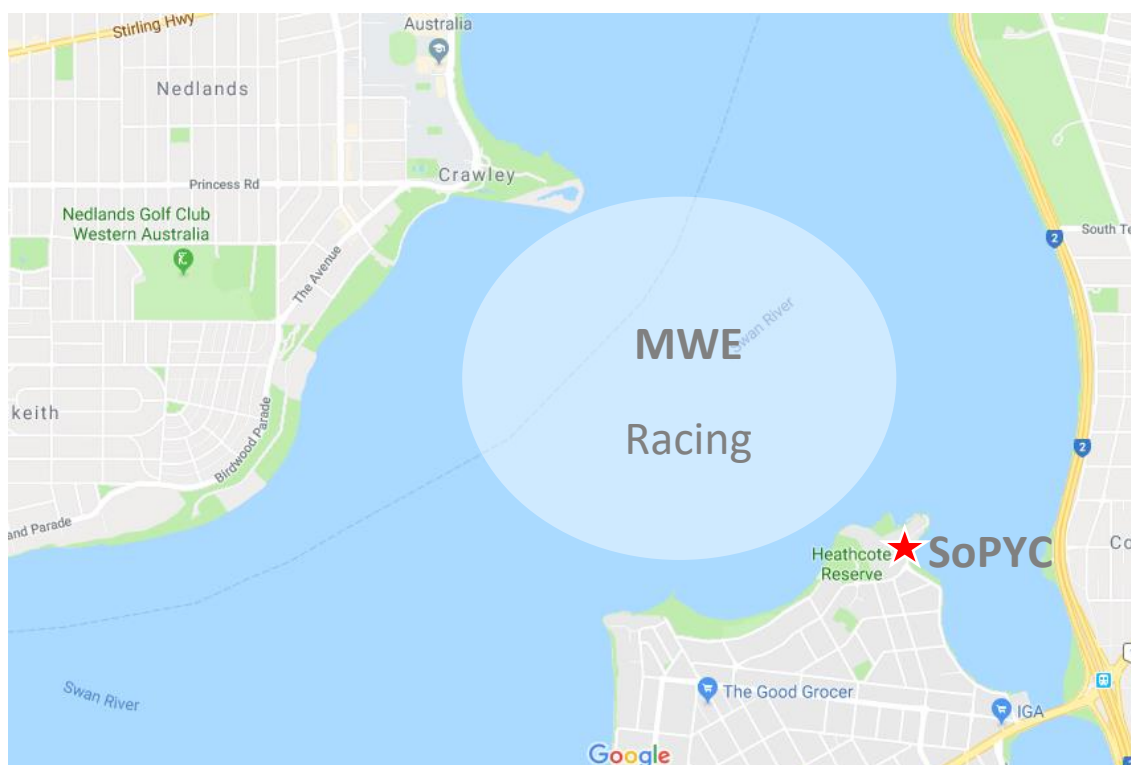 Australia
Stirling Hwy
Nedlands
Crawley
Princess Rd
Nedlands Golf Club
Western Australia
South Te
2
The Avenue
Swan River
MWE
keith
Racing
Birdwood Parade
2
and Parade
SoPYC
Co
Heathcote
Reserve
Swan River
The Good Grocer
IGA
Google